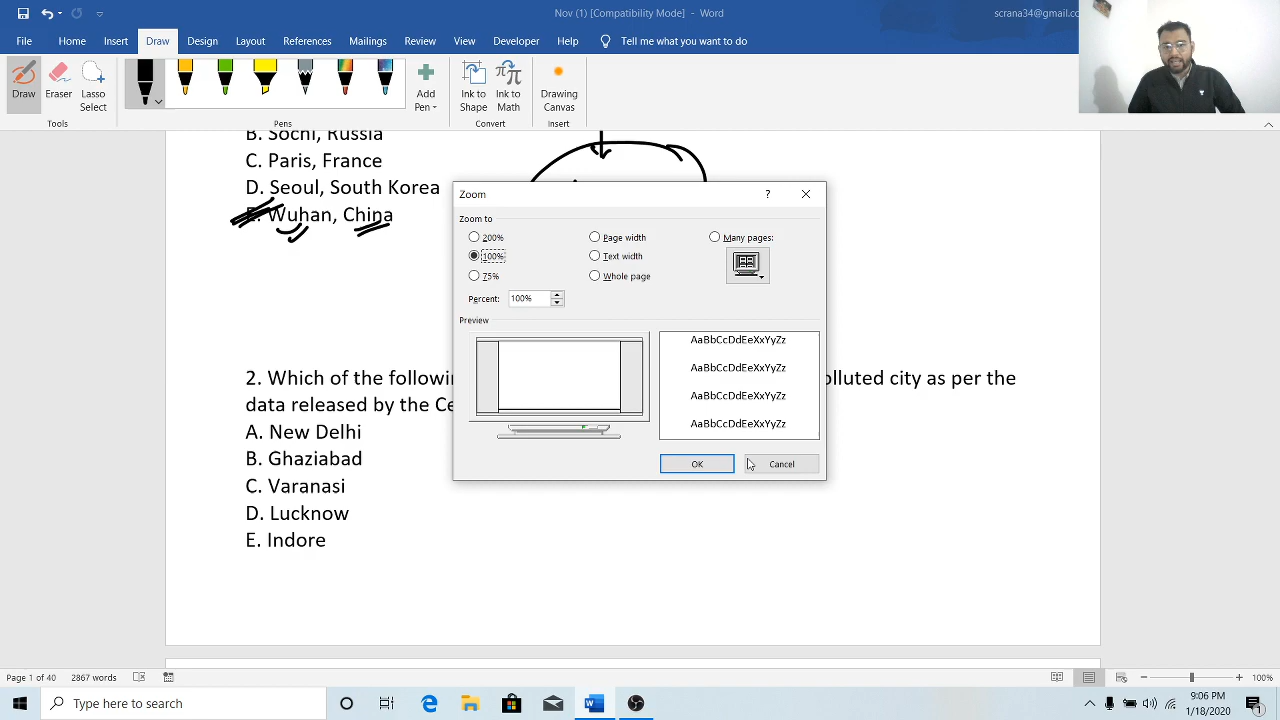 Nov (1) [Compatibility Mode] - Word
scrana34@gmail.co
File Home Insert Draw Design Layout References Mailings Review View Developer Help Tell me what you want to do
Draw Eraser Lasso Select Add Pen Ink to Shape Ink to Math Drawing Canvas
Tools Pens Convert Insert
B. Sochi, Russia
C. Paris, France
D. Seoul, South Korea
E. Wuhan, China
Zoom ?
Zoom to
200% Page width Many pages:
100% Text width
75% Whole page
Percent: 100%
Preview
AaBbCcDdEeXxYyZz
AaBbCcDdEeXxYyZz
AaBbCcDdEeXxYyZz
AaBbCcDdEeXxYyZz
OK Cancel
2. Which of the followin olluted city as per the
data released by the Ce
A. New Delhi
B. Ghaziabad
C. Varanasi
D. Lucknow
E. Indore
Page 1 of 40 2867 words 100%
Type here to search
9:06 PM
1/18/2020